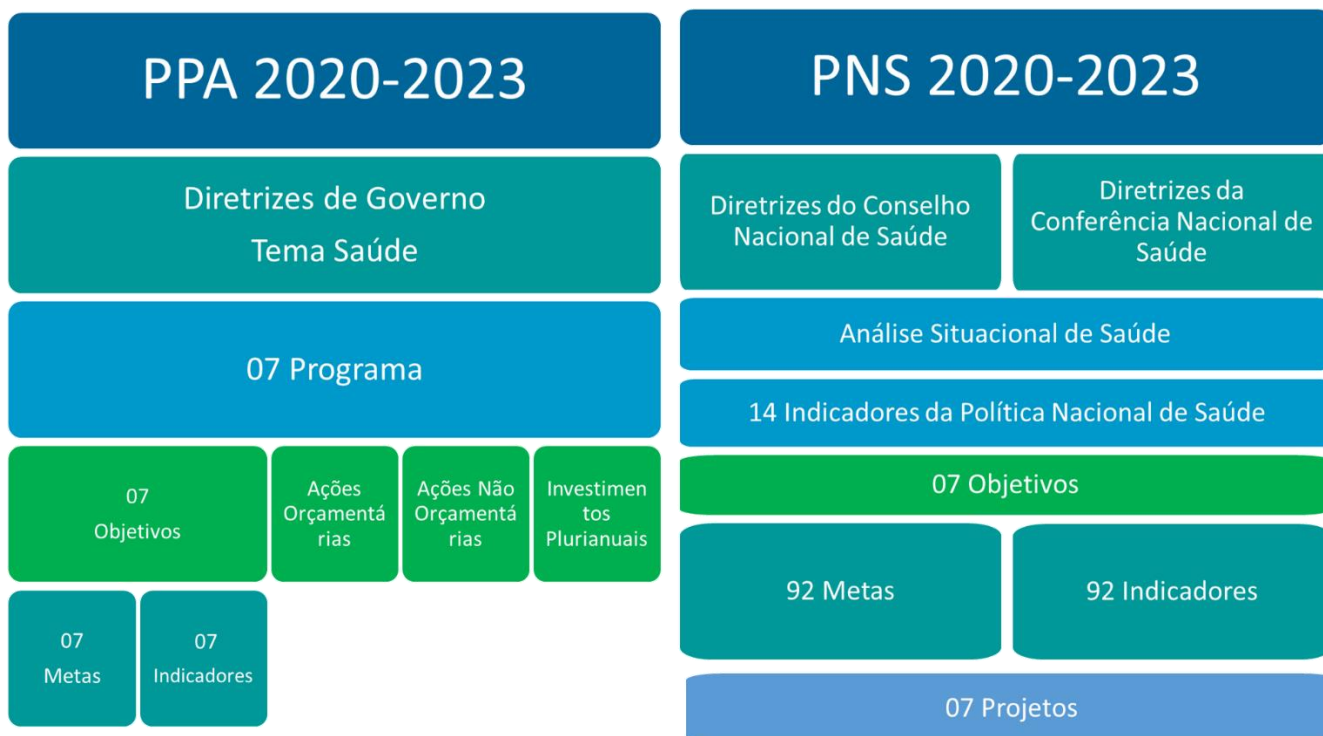 PPA 2020-2023
Diretrizes de Governo
Tema Saúde
07 Programa
07
Objetivos
Ações
Orçamentá
rias
Ações Não
Orçamentá
rias
Investimen
tos
Plurianuais
07
Metas
07
Indicadores
PNS 2020-2023
Diretrizes do Conselho
Nacional de Saúde
Diretrizes da
Conferência Nacional de
Saúde
Análise Situacional de Saúde
14 Indicadores da Política Nacional de Saúde
07 Objetivos
92 Metas
92 Indicadores
07 Projetos